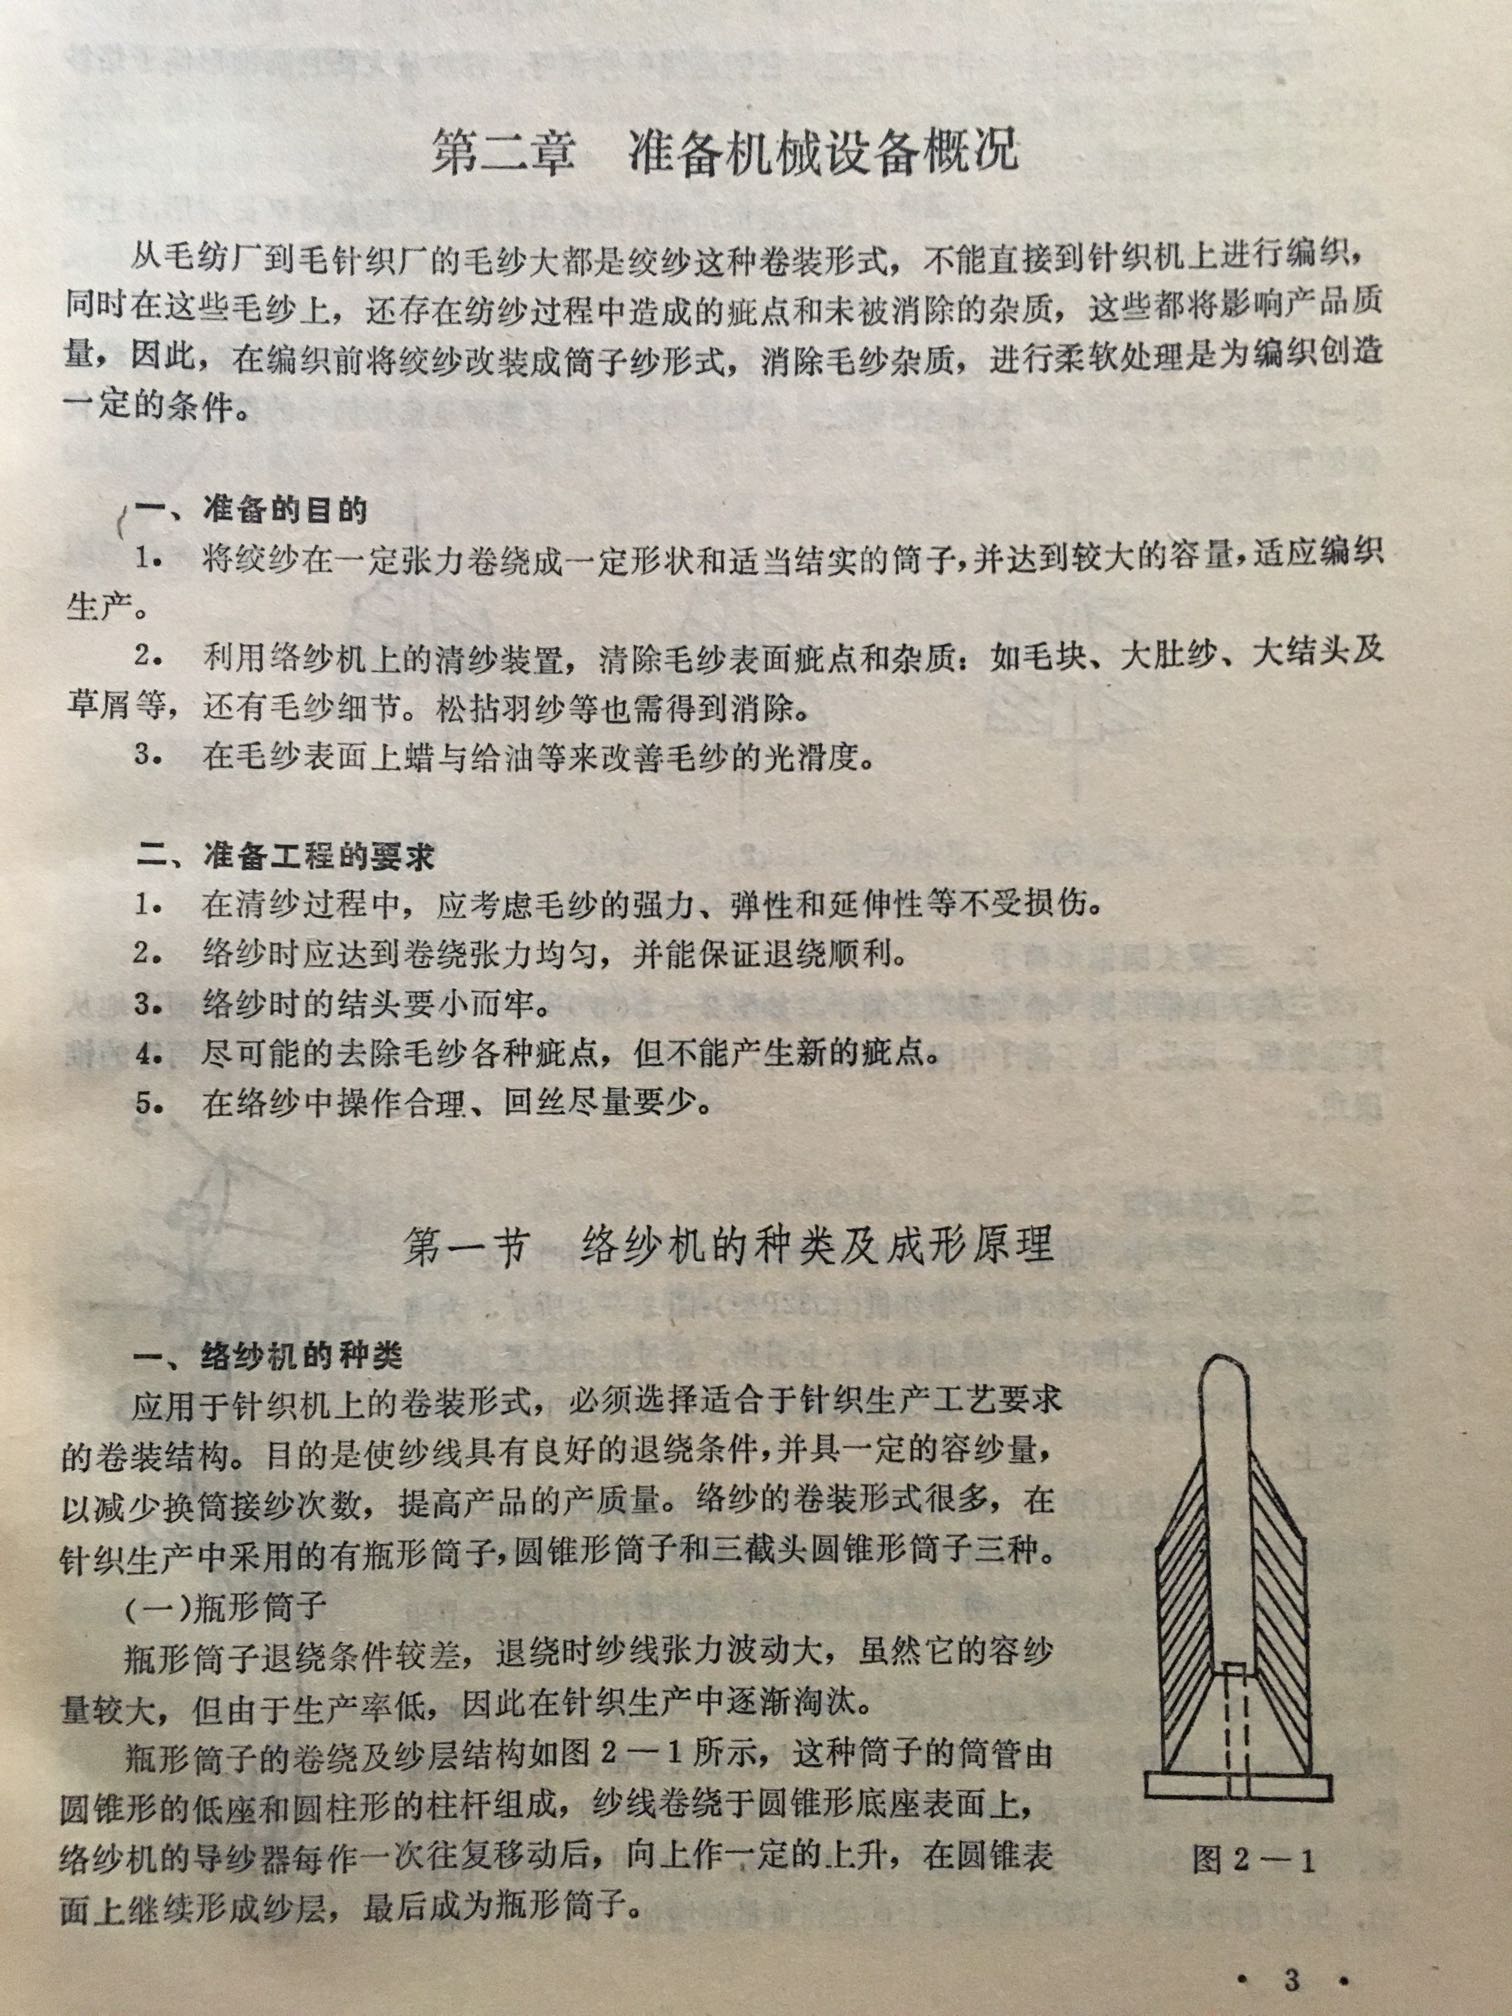 第二章 准备机械设备概况
从毛纺厂到毛针织厂的毛纱大都是绞纱这种卷装形式，不能直接到针织机上进行编织，
同时在这些毛纱上，还存在纺纱过程中造成的疵点和未被消除的杂质，这些都将影响产品质
量，因此，在编织前将绞纱改装成筒子纱形式，消除毛纱杂质，进行柔软处理是为编织创造
一定的条件。
一、准备的目的
1. 将绞纱在一定张力卷绕成一定形状和适当结实的筒子，并达到较大的容量，适应编织
生产。
2. 利用络纱机上的清纱装置，清除毛纱表面疵点和杂质：如毛块、大肚纱、大结头及
草屑等，还有毛纱细节。松拈羽纱等也需得到消除。
3. 在毛纱表面上蜡与给油等来改善毛纱的光滑度。
二、准备工程的要求
1. 在清纱过程中，应考虑毛纱的强力、弹性和延伸性等不受损伤。
2. 络纱时应达到卷绕张力均匀，并能保证退绕顺利。
3. 络纱时的结头要小而牢。
4. 尽可能的去除毛纱各种疵点，但不能产生新的疵点。
5. 在络纱中操作合理、回丝尽量要少。
第一节 络纱机的种类及成形原理
一、络纱机的种类
应用于针织机上的卷装形式，必须选择适合于针织生产工艺要求
的卷装结构。目的是使纱线具有良好的退绕条件，并具一定的容纱量，
以减少换筒接纱次数，提高产品的产质量。络纱的卷装形式很多，在
针织生产中采用的有瓶形筒子，圆锥形筒子和三截头圆锥形筒子三种。
（一）瓶形筒子
瓶形筒子退绕条件较差，退绕时纱线张力波动大，虽然它的容纱
量较大，但由于生产率低，因此在针织生产中逐渐淘汰。
瓶形筒子的卷绕及纱层结构如图2—1所示，这种筒子的筒管由
圆锥形的低座和圆柱形的柱杆组成，纱线卷绕于圆锥形底座表面上，
络纱机的导纱器每作一次往复移动后，向上作一定的上升，在圆锥表
面上继续形成纱层，最后成为瓶形筒子。
图2—1
• 3 •